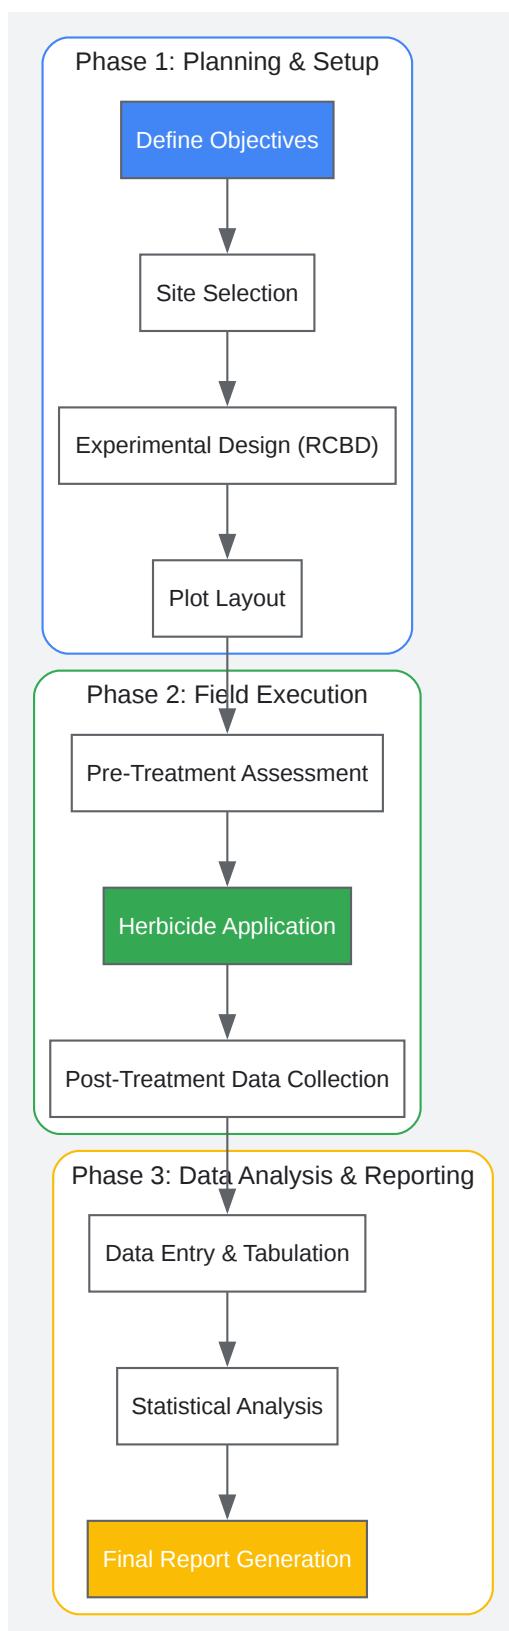 Phase 1: Planning & Setup
Define Objectives
Site Selection
Experimental Design (RCBD)
Plot Layout
Phase 2: Field Execution
Pre-Treatment Assessment
Herbicide Application
Post-Treatment Data Collection
Phase 3: Data Analysis & Reporting
Data Entry & Tabulation
Statistical Analysis
Final Report Generation